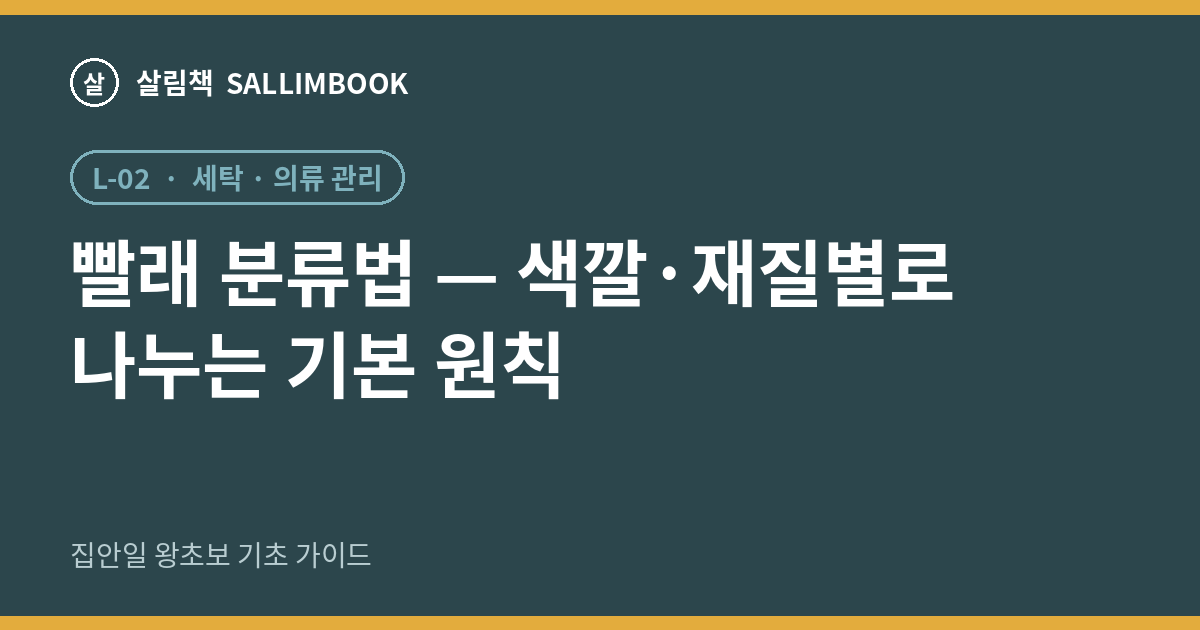 살 살림책 SALLIMBOOK
L-02 · 세탁·의류 관리
빨래 분류법 — 색깔·재질별로
나누는 기본 원칙
집안일 왕초보 기초 가이드